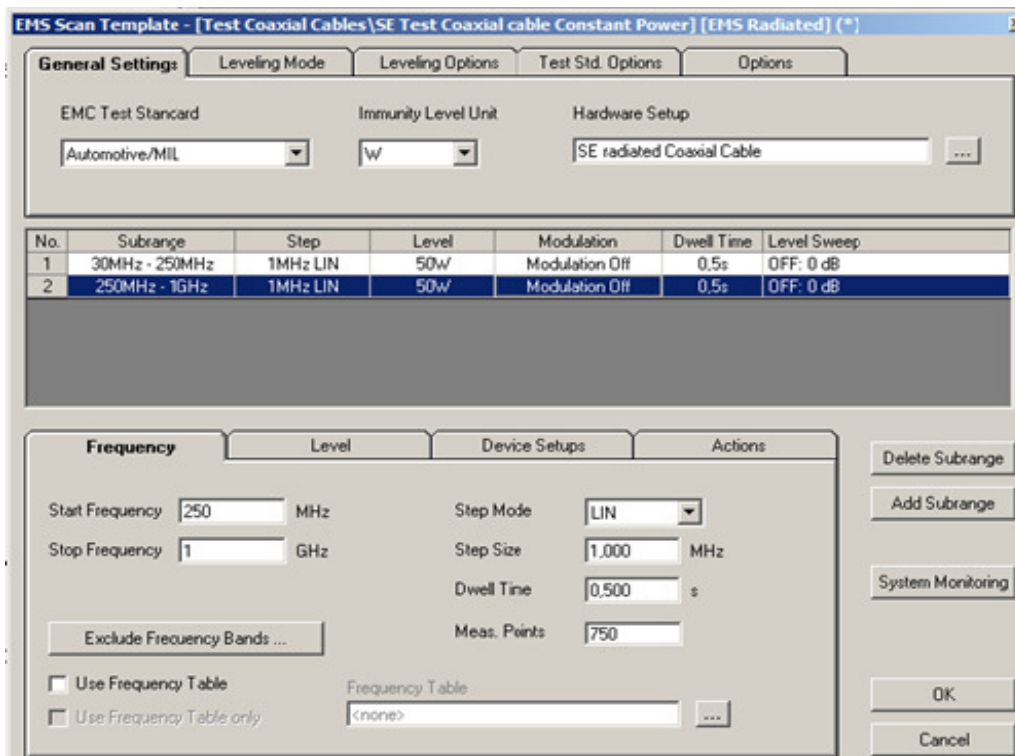 EMS Scan Template - [Test Coaxial Cables\SE Test Coaxial cable Constant Power] [EMS Radiated] (*)
General Settings Leveling Mode Leveling Options Test Std. Options Options
EMC Test Standard Immunity Level Unit Hardware Setup
Automotive/MIL W SE radiated Coaxial Cable ...
No. Subrange Step Level Modulation Dwell Time Level Sweep
1 30MHz - 250MHz 1MHz LIN 50W Modulation Off 0,5s OFF: 0 dB
2 250MHz - 1GHz 1MHz LIN 50W Modulation Off 0,5s OFF: 0 dB
Frequency Level Device Setups Actions
Delete Subrange
Start Frequency 250 MHz Step Mode LIN Add Subrange
Stop Frequency 1 GHz Step Size 1,000 MHz
Dwell Time 0,500 s System Monitoring
Exclude Frequency Bands ... Meas. Points 750
Use Frequency Table Frequency Table OK
Use Frequency Table only <none> ...
Cancel